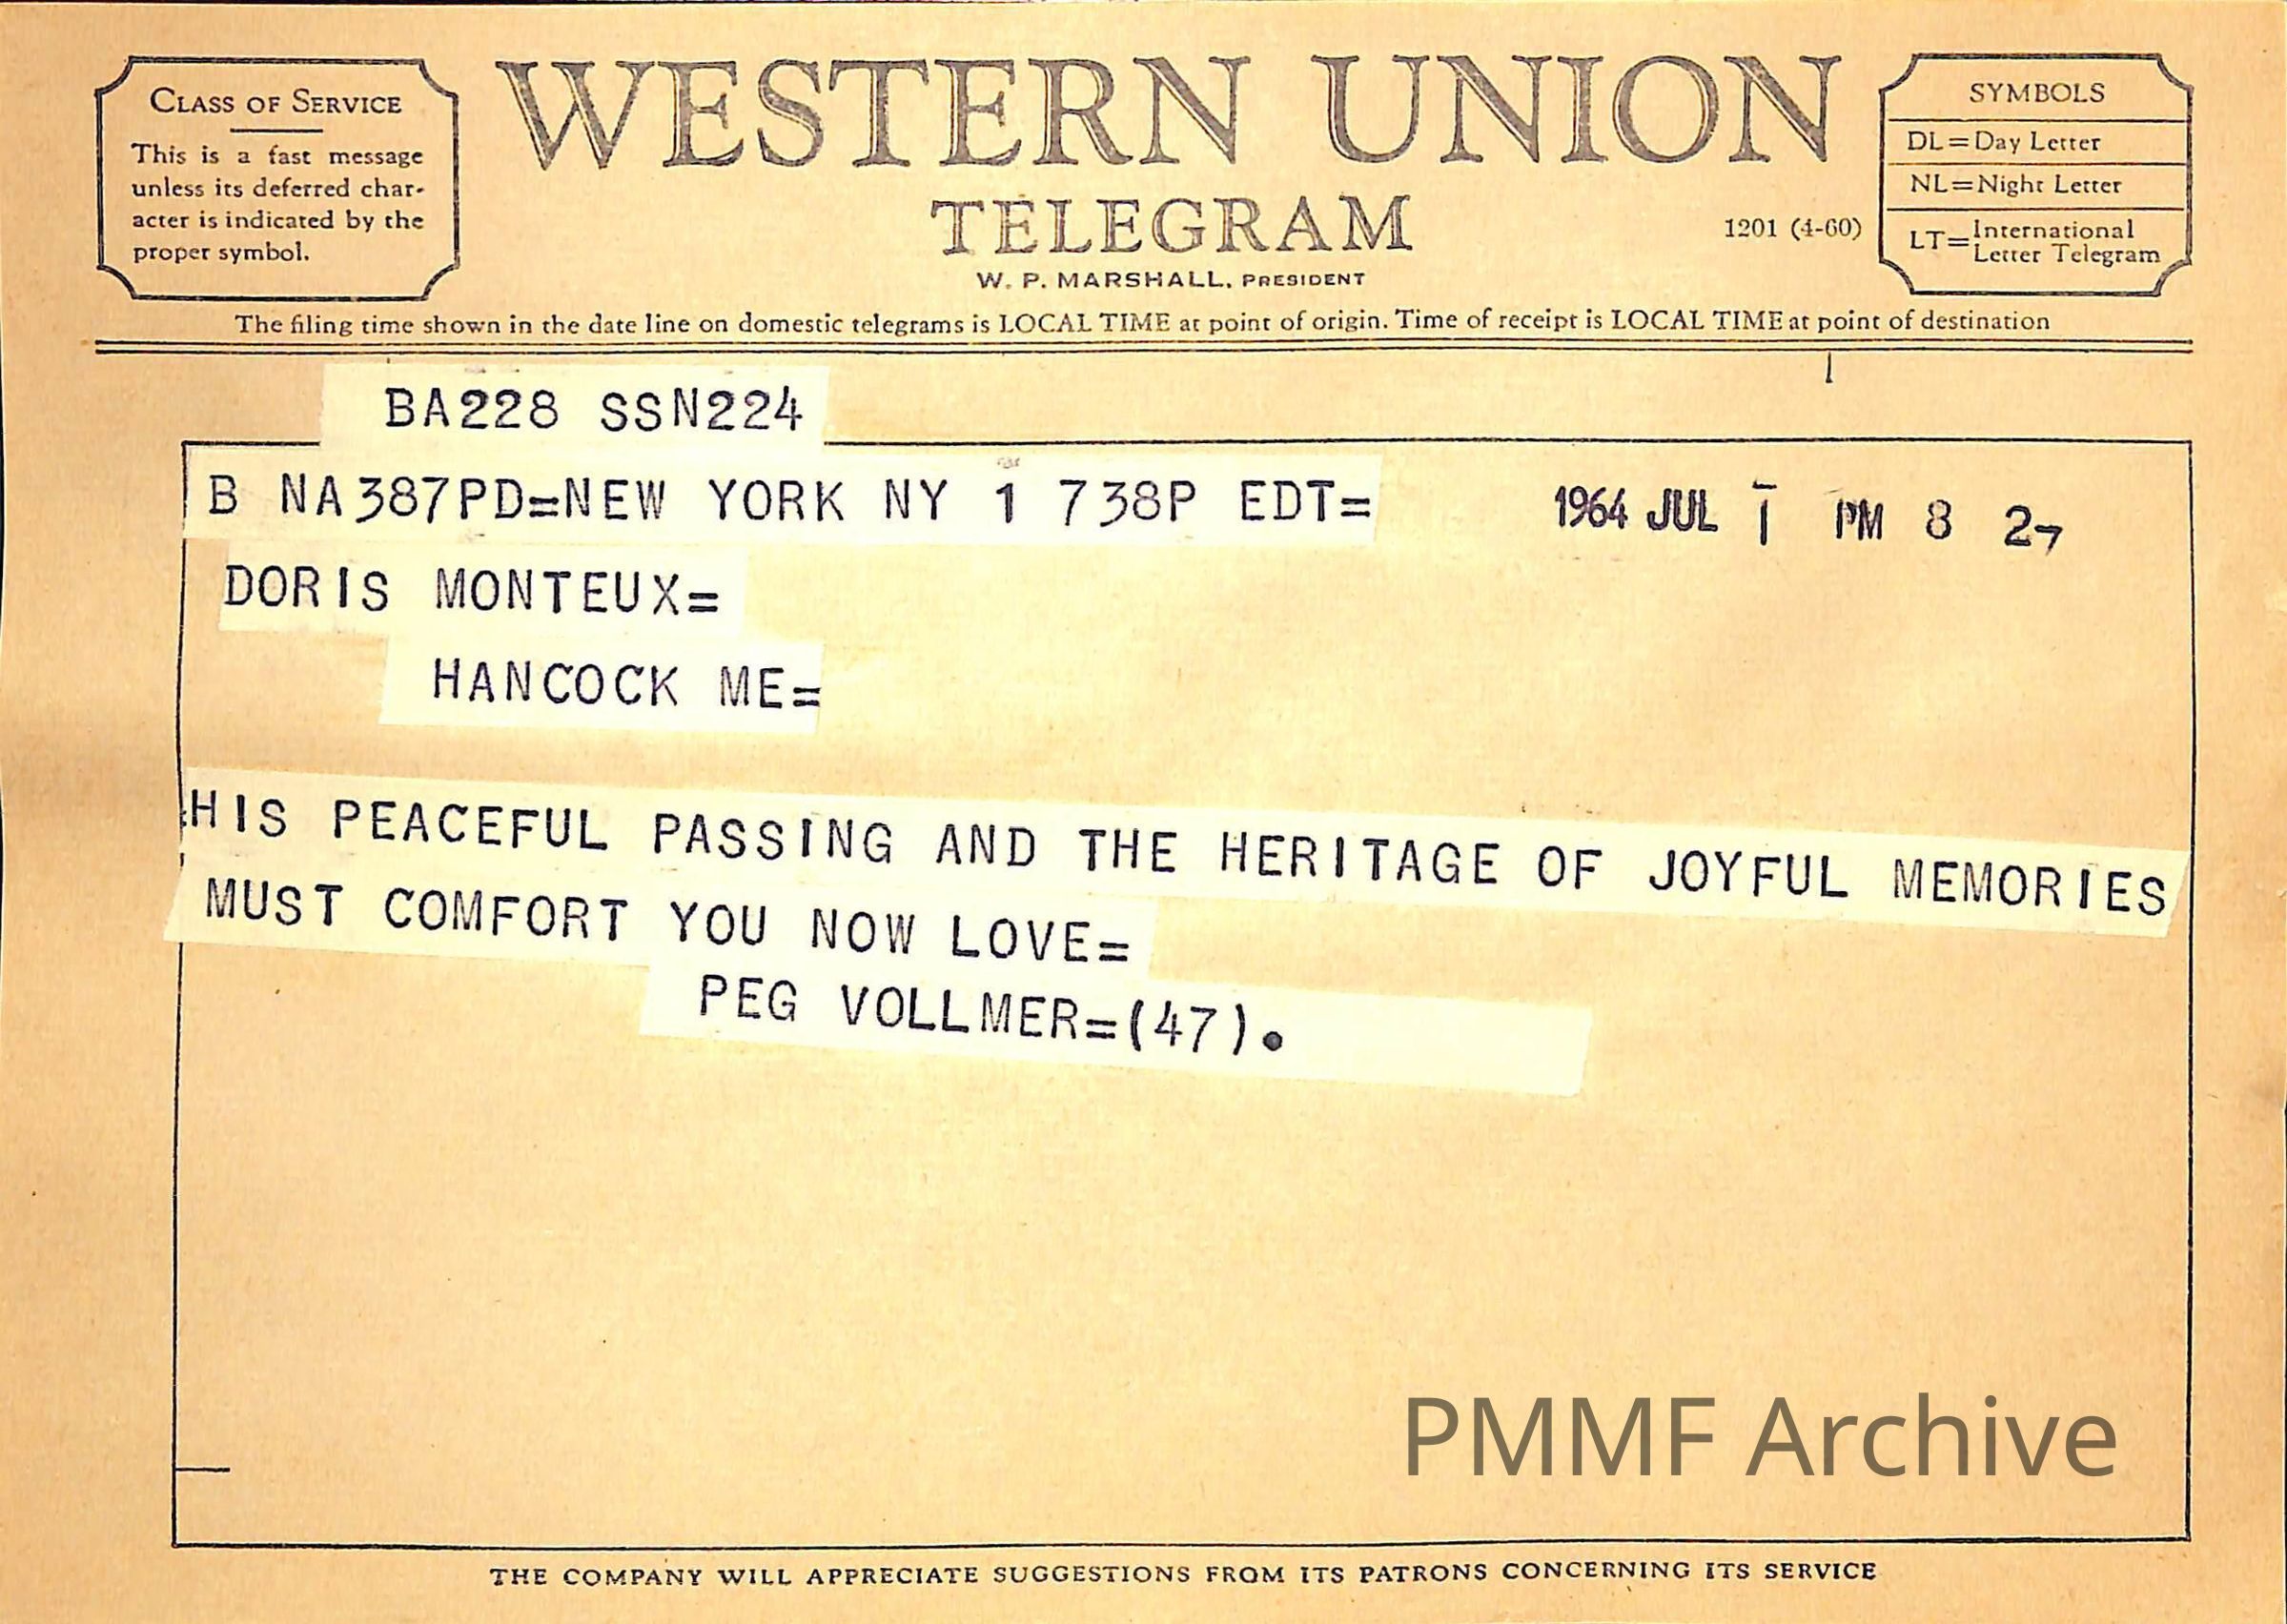 CLASS OF SERVICE
This is a fast message
unless its deferred char-
acter is indicated by the
proper symbol.
WESTERN UNION
TELEGRAM
W. P. MARSHALL, PRESIDENT
1201 (4-60)
SYMBOLS
DL=Day Letter
NL=Night Letter
LT=International Letter Telegram
The filing time shown in the date line on domestic telegrams is LOCAL TIME at point of origin. Time of receipt is LOCAL TIME at point of destination
BA228 SSN224
B NA387PD=NEW YORK NY 1 738P EDT=
1964 JUL 1 PM 8 27
DORIS MONTEUX=
HANCOCK ME=
HIS PEACEFUL PASSING AND THE HERITAGE OF JOYFUL MEMORIES
MUST COMFORT YOU NOW LOVE=
PEG VOLLMER=(47).
PMMF Archive
THE COMPANY WILL APPRECIATE SUGGESTIONS FROM ITS PATRONS CONCERNING ITS SERVICE